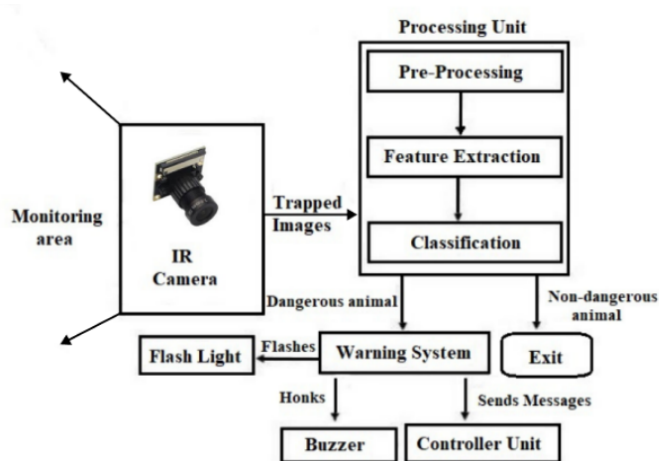 Processing Unit
Pre-Processing
Feature Extraction
Classification
Monitoring
area
IR
Camera
Trapped
Images
Dangerous animal
Non-dangerous
animal
Flash Light
Flashes
Warning System
Exit
Honks
Sends Messages
Buzzer
Controller Unit